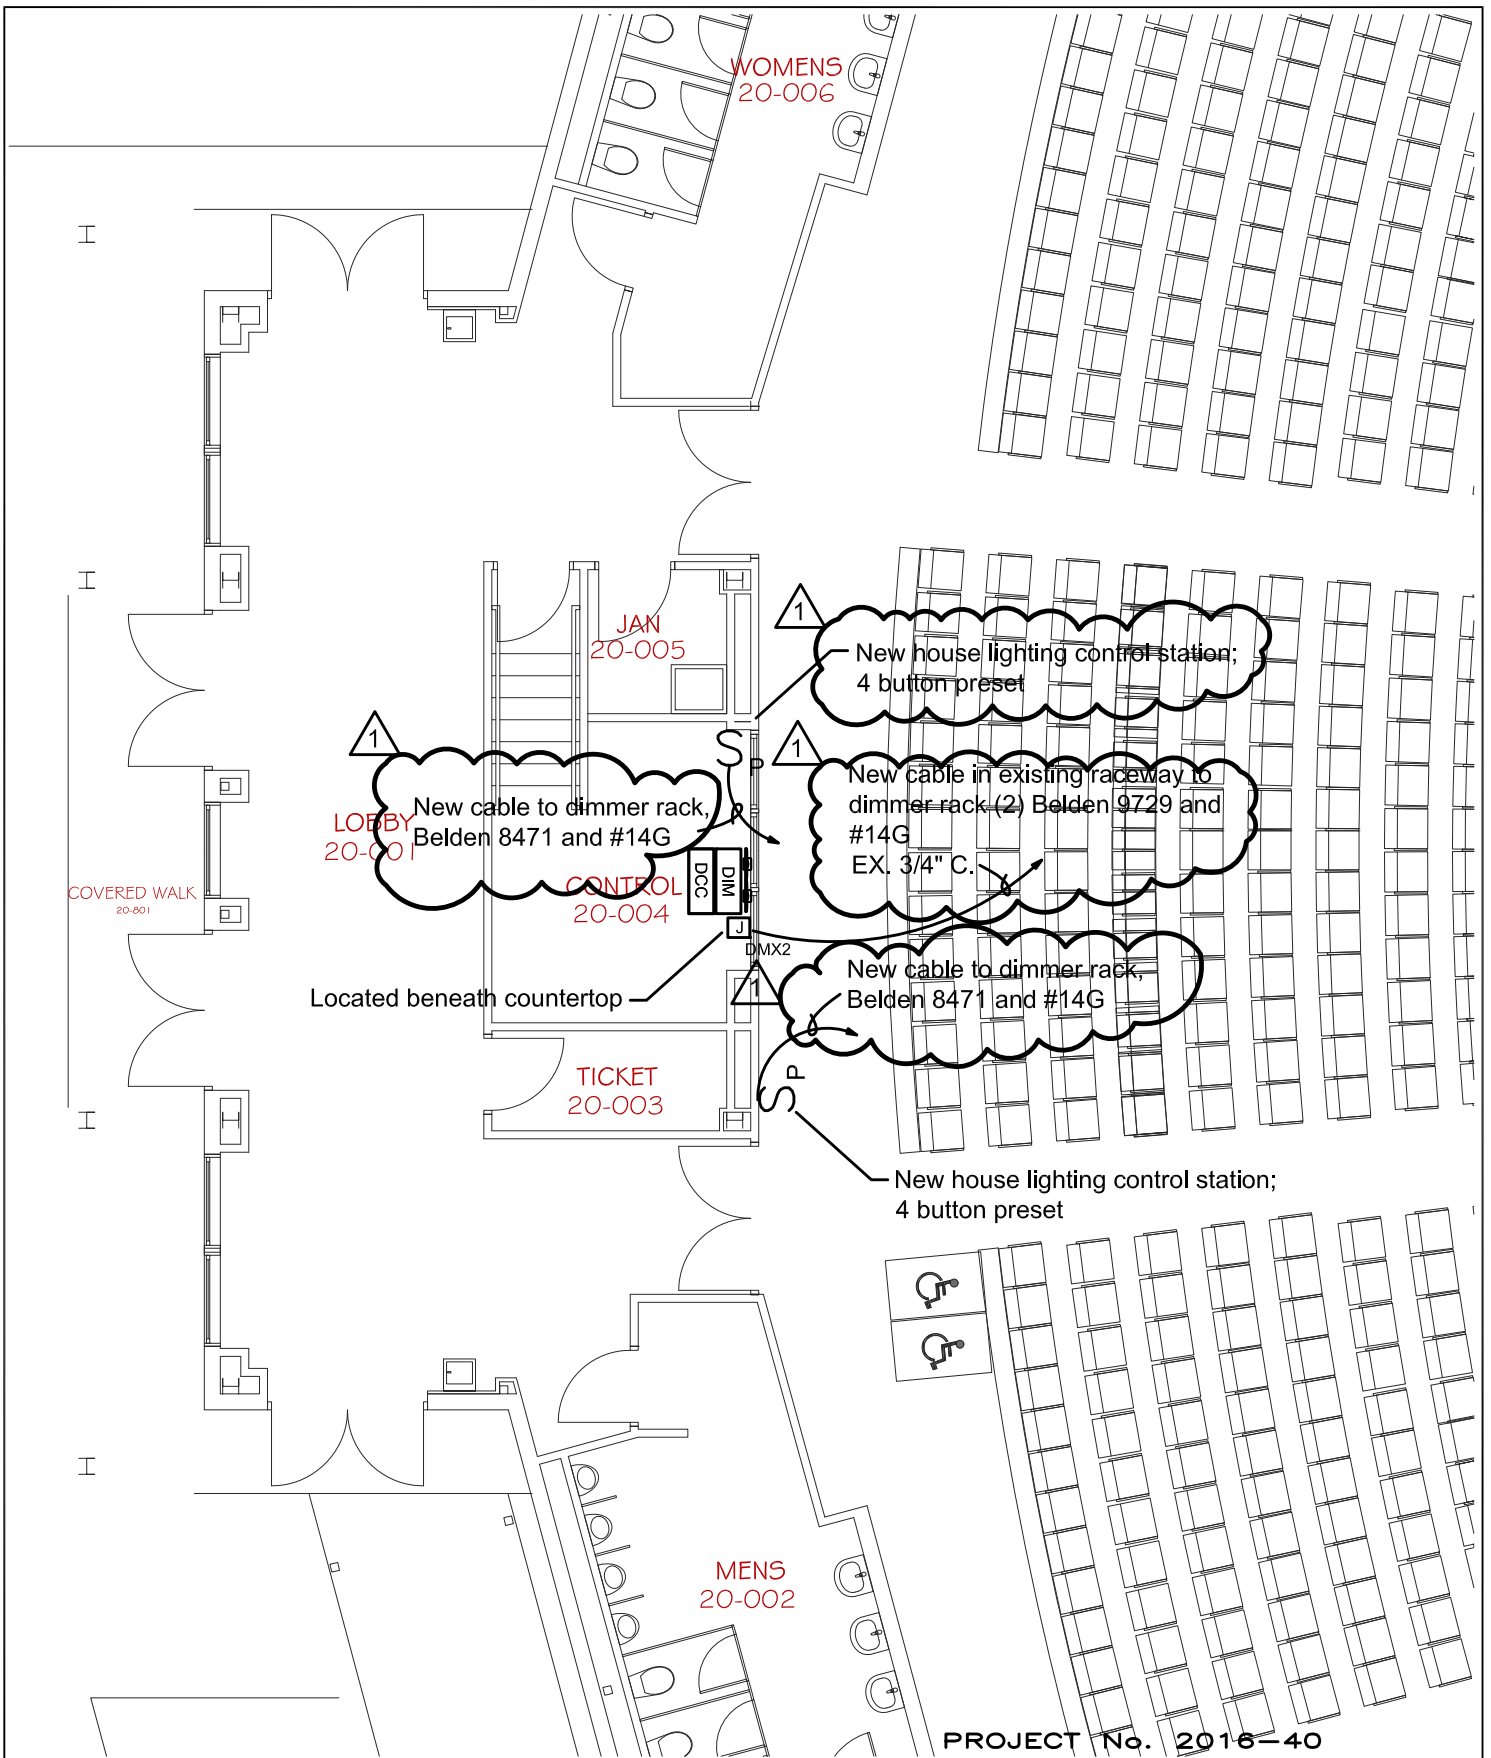 WOMENS
20-006
JAN
20-005
1
New house lighting control station;
4 button preset
1
1
S P
New cable in existing raceway to
dimmer rack (2) Belden 9729 and
#14G
EX. 3/4" C.
New cable to dimmer rack,
Belden 8471 and #14G
LOBBY
20-001
DCC
DIM
CONTROL
20-004
COVERED WALK
20-801
J
DMX2
1
New cable to dimmer rack,
Belden 8471 and #14G
Located beneath countertop
TICKET
20-003
S P
New house lighting control station;
4 button preset
MENS
20-002
PROJECT No. 2016-40